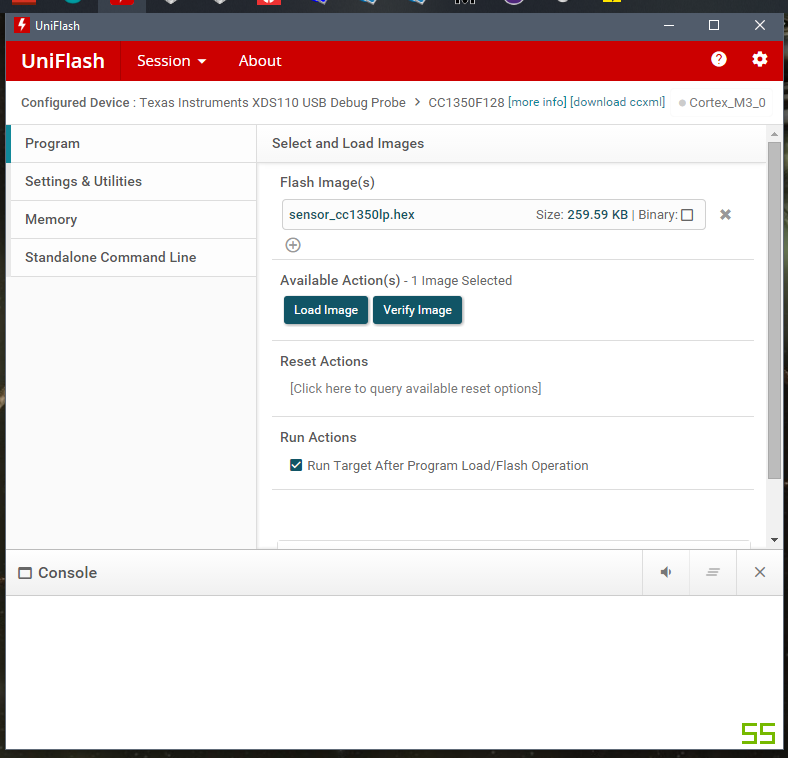 UniFlash
UniFlash Session About
Configured Device : Texas Instruments XDS110 USB Debug Probe > CC1350F128 [more info] [download ccxml] Cortex_M3_0
Program
Settings & Utilities
Memory
Standalone Command Line
Select and Load Images
Flash Image(s)
sensor_cc1350lp.hex Size: 259.59 KB | Binary:
Available Action(s) - 1 Image Selected
Load Image Verify Image
Reset Actions
[Click here to query available reset options]
Run Actions
Run Target After Program Load/Flash Operation
Console
55